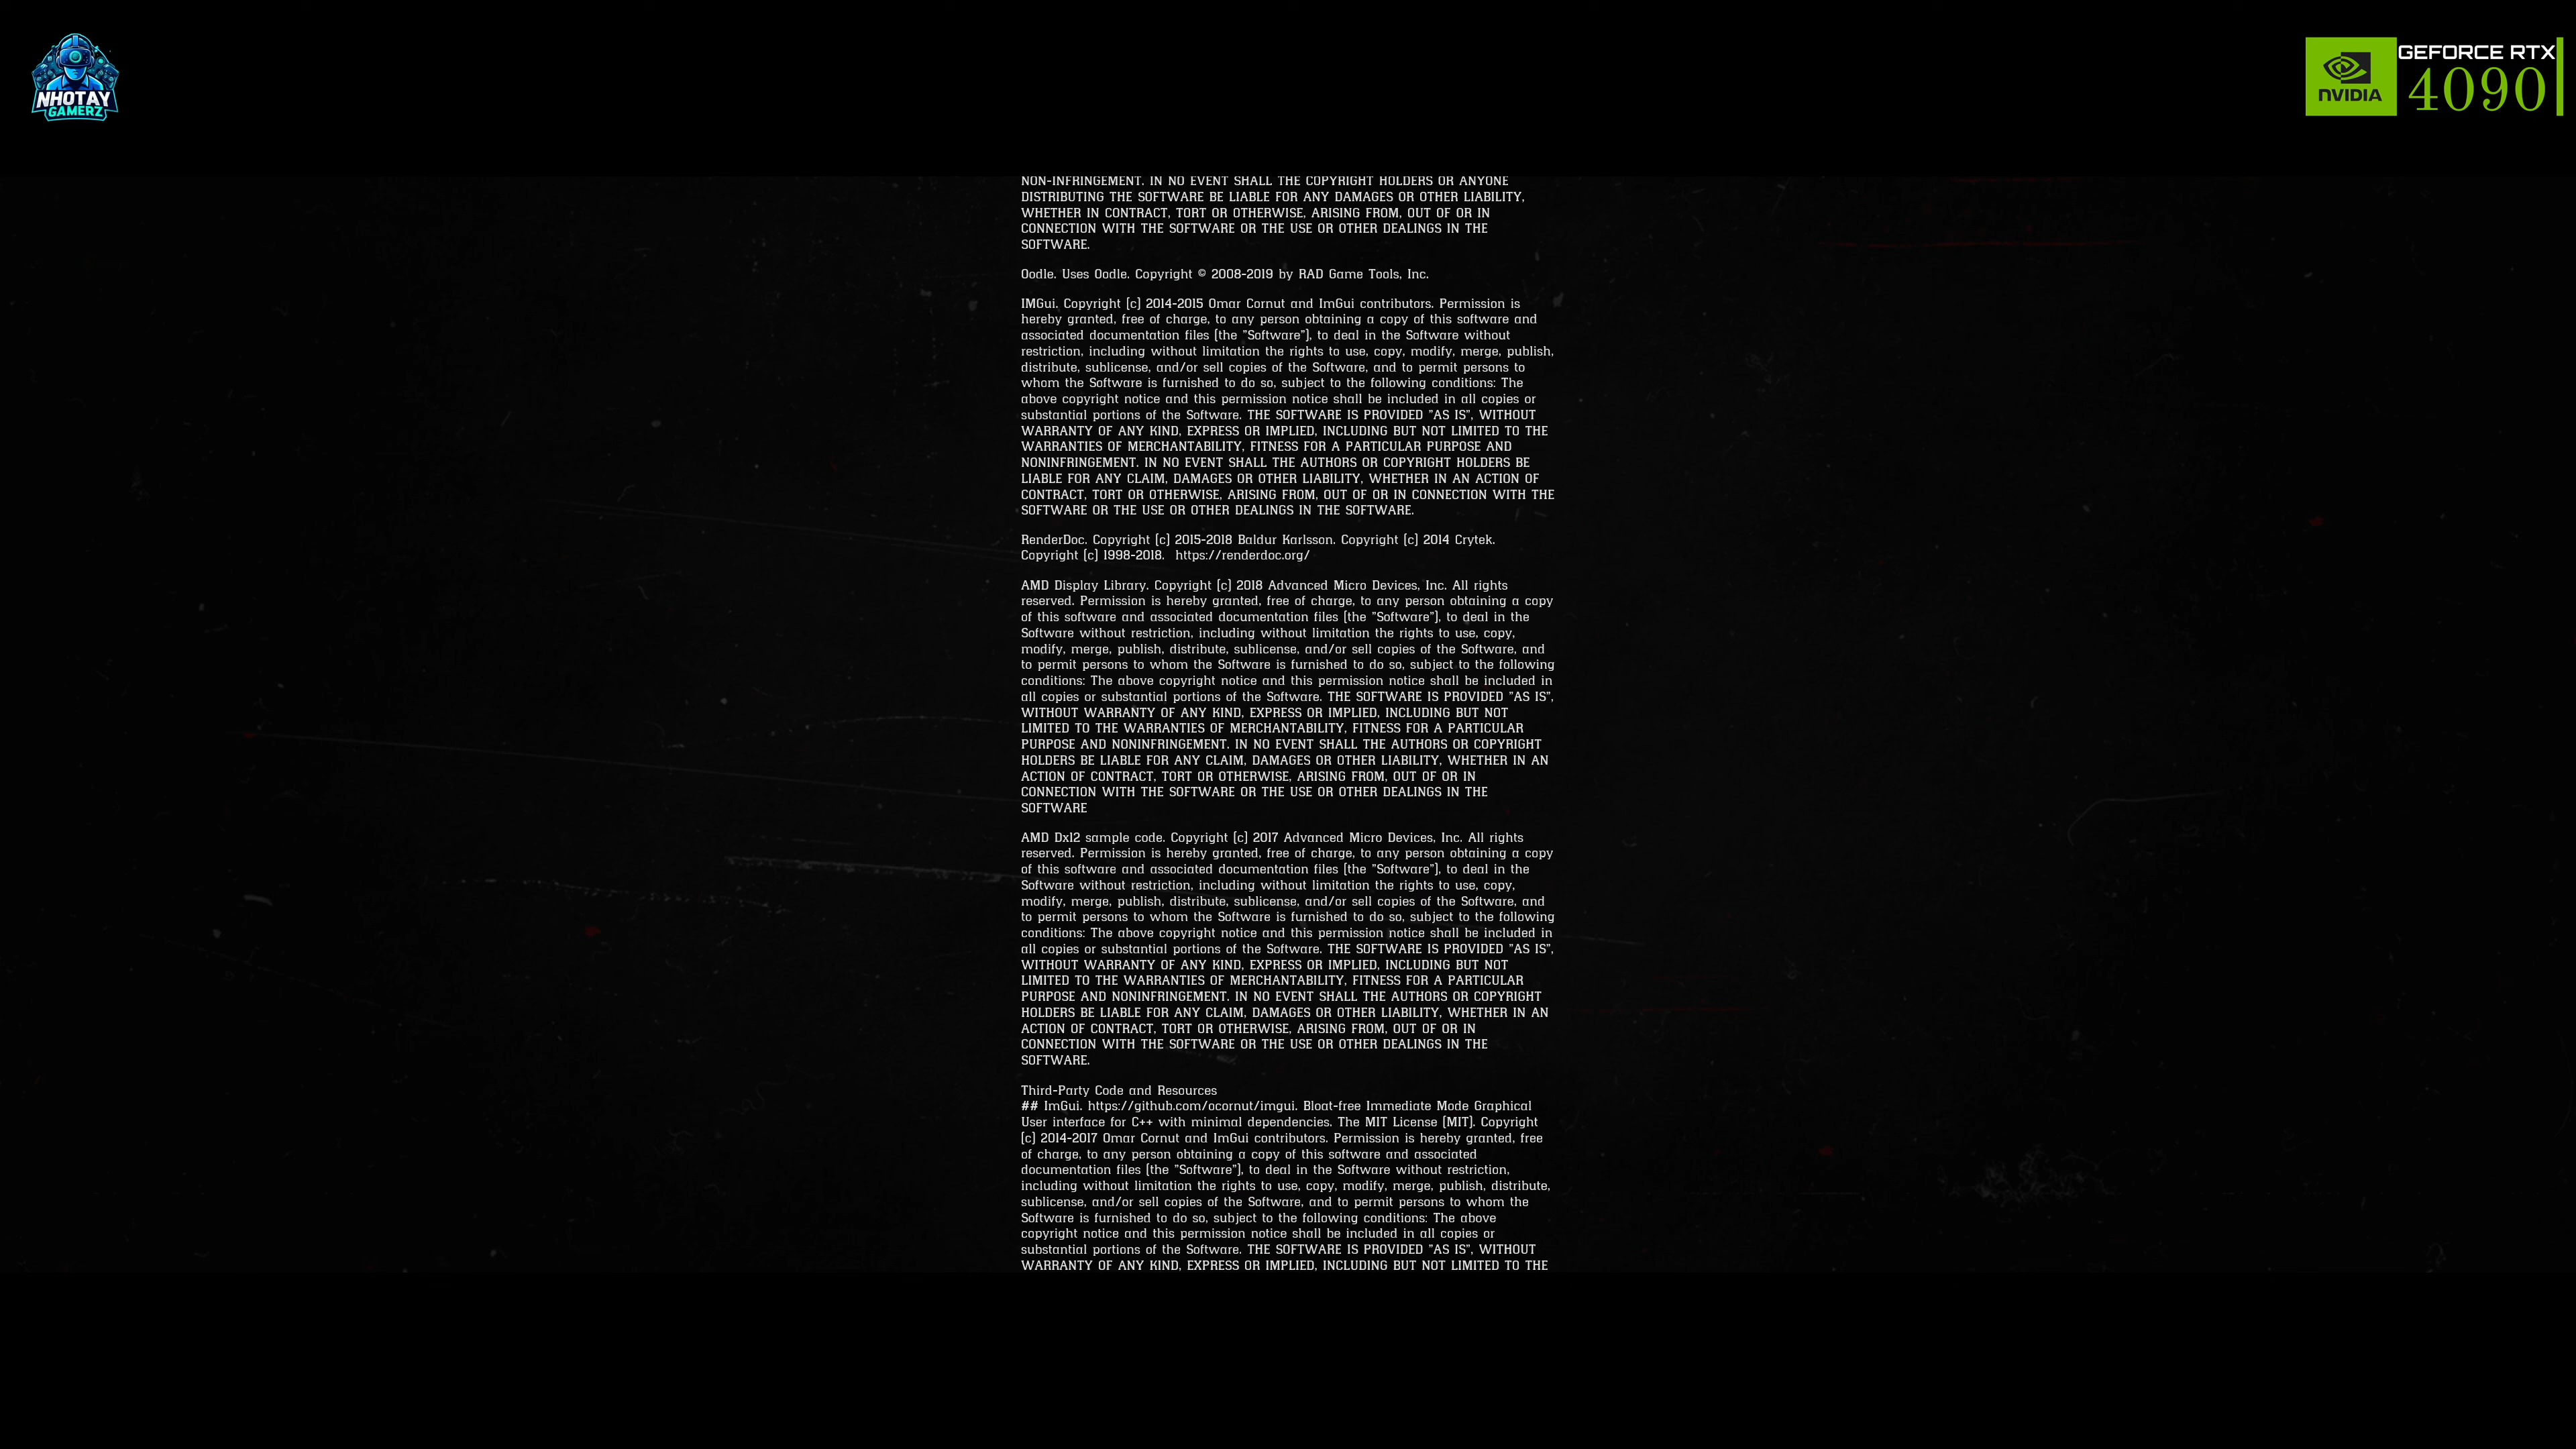 NHOTAY
GAMERZ
NVIDIA
GEFORCE RTX
4090
NON-INFRINGEMENT. IN NO EVENT SHALL THE COPYRIGHT HOLDERS OR ANYONE
DISTRIBUTING THE SOFTWARE BE LIABLE FOR ANY DAMAGES OR OTHER LIABILITY,
WHETHER IN CONTRACT, TORT OR OTHERWISE, ARISING FROM, OUT OF OR IN
CONNECTION WITH THE SOFTWARE OR THE USE OR OTHER DEALINGS IN THE
SOFTWARE.
Oodle. Uses Oodle. Copyright © 2008-2019 by RAD Game Tools, Inc.
IMGui. Copyright (c) 2014-2015 Omar Cornut and ImGui contributors. Permission is
hereby granted, free of charge, to any person obtaining a copy of this software and
associated documentation files (the "Software"), to deal in the Software without
restriction, including without limitation the rights to use, copy, modify, merge, publish,
distribute, sublicense, and/or sell copies of the Software, and to permit persons to
whom the Software is furnished to do so, subject to the following conditions: The
above copyright notice and this permission notice shall be included in all copies or
substantial portions of the Software. THE SOFTWARE IS PROVIDED "AS IS", WITHOUT
WARRANTY OF ANY KIND, EXPRESS OR IMPLIED, INCLUDING BUT NOT LIMITED TO THE
WARRANTIES OF MERCHANTABILITY, FITNESS FOR A PARTICULAR PURPOSE AND
NONINFRINGEMENT. IN NO EVENT SHALL THE AUTHORS OR COPYRIGHT HOLDERS BE
LIABLE FOR ANY CLAIM, DAMAGES OR OTHER LIABILITY, WHETHER IN AN ACTION OF
CONTRACT, TORT OR OTHERWISE, ARISING FROM, OUT OF OR IN CONNECTION WITH THE
SOFTWARE OR THE USE OR OTHER DEALINGS IN THE SOFTWARE.
RenderDoc. Copyright (c) 2015-2018 Baldur Karlsson. Copyright (c) 2014 Crytek.
Copyright (c) 1998-2018.  https://renderdoc.org/
AMD Display Library. Copyright (c) 2018 Advanced Micro Devices, Inc. All rights
reserved. Permission is hereby granted, free of charge, to any person obtaining a copy
of this software and associated documentation files (the "Software"), to deal in the
Software without restriction, including without limitation the rights to use, copy,
modify, merge, publish, distribute, sublicense, and/or sell copies of the Software, and
to permit persons to whom the Software is furnished to do so, subject to the following
conditions: The above copyright notice and this permission notice shall be included in
all copies or substantial portions of the Software. THE SOFTWARE IS PROVIDED "AS IS",
WITHOUT WARRANTY OF ANY KIND, EXPRESS OR IMPLIED, INCLUDING BUT NOT
LIMITED TO THE WARRANTIES OF MERCHANTABILITY, FITNESS FOR A PARTICULAR
PURPOSE AND NONINFRINGEMENT. IN NO EVENT SHALL THE AUTHORS OR COPYRIGHT
HOLDERS BE LIABLE FOR ANY CLAIM, DAMAGES OR OTHER LIABILITY, WHETHER IN AN
ACTION OF CONTRACT, TORT OR OTHERWISE, ARISING FROM, OUT OF OR IN
CONNECTION WITH THE SOFTWARE OR THE USE OR OTHER DEALINGS IN THE
SOFTWARE
AMD Dx12 sample code. Copyright (c) 2017 Advanced Micro Devices, Inc. All rights
reserved. Permission is hereby granted, free of charge, to any person obtaining a copy
of this software and associated documentation files (the "Software"), to deal in the
Software without restriction, including without limitation the rights to use, copy,
modify, merge, publish, distribute, sublicense, and/or sell copies of the Software, and
to permit persons to whom the Software is furnished to do so, subject to the following
conditions: The above copyright notice and this permission notice shall be included in
all copies or substantial portions of the Software. THE SOFTWARE IS PROVIDED "AS IS",
WITHOUT WARRANTY OF ANY KIND, EXPRESS OR IMPLIED, INCLUDING BUT NOT
LIMITED TO THE WARRANTIES OF MERCHANTABILITY, FITNESS FOR A PARTICULAR
PURPOSE AND NONINFRINGEMENT. IN NO EVENT SHALL THE AUTHORS OR COPYRIGHT
HOLDERS BE LIABLE FOR ANY CLAIM, DAMAGES OR OTHER LIABILITY, WHETHER IN AN
ACTION OF CONTRACT, TORT OR OTHERWISE, ARISING FROM, OUT OF OR IN
CONNECTION WITH THE SOFTWARE OR THE USE OR OTHER DEALINGS IN THE
SOFTWARE.
Third-Party Code and Resources
## ImGui. https://github.com/ocornut/imgui. Bloat-free Immediate Mode Graphical
User interface for C++ with minimal dependencies. The MIT License (MIT). Copyright
(c) 2014-2017 Omar Cornut and ImGui contributors. Permission is hereby granted, free
of charge, to any person obtaining a copy of this software and associated
documentation files (the "Software"), to deal in the Software without restriction,
including without limitation the rights to use, copy, modify, merge, publish, distribute,
sublicense, and/or sell copies of the Software, and to permit persons to whom the
Software is furnished to do so, subject to the following conditions: The above
copyright notice and this permission notice shall be included in all copies or
substantial portions of the Software. THE SOFTWARE IS PROVIDED "AS IS", WITHOUT
WARRANTY OF ANY KIND, EXPRESS OR IMPLIED, INCLUDING BUT NOT LIMITED TO THE